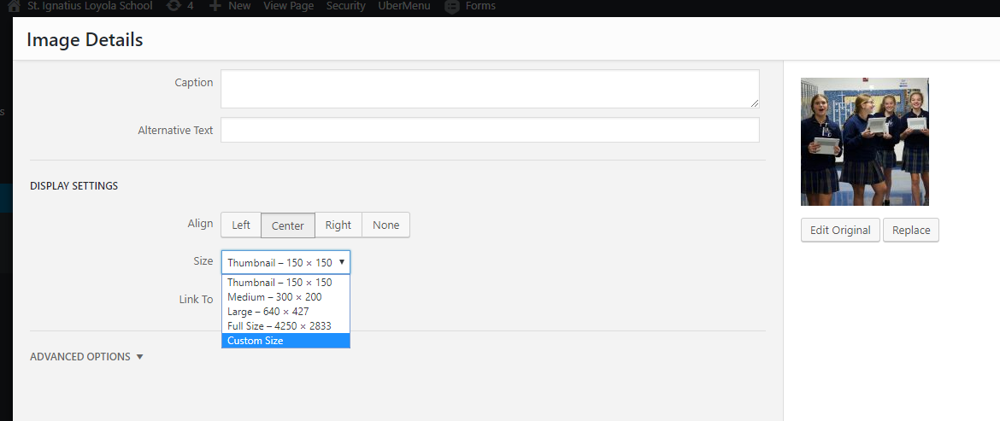 St. Ignatius Loyola School 4 New View Page Security UberMenu Forms
Image Details
Caption
Alternative Text
DISPLAY SETTINGS
Align Left Center Right None
Size Thumbnail – 150 × 150
Thumbnail – 150 × 150
Medium – 300 × 200
Link To
Large – 640 × 427
Full Size – 4250 × 2833
Custom Size
ADVANCED OPTIONS
Edit Original Replace